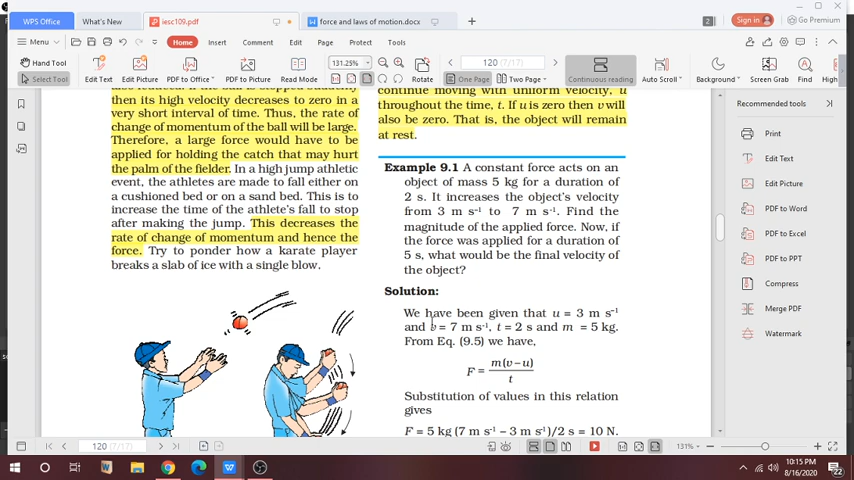 WPS Office
What's New
iesc109.pdf
force and laws of motion.docx
+
2
Sign in
Go Premium
Menu
Home
Insert
Comment
Edit
Page
Protect
Tools
Hand Tool
Select Tool
Edit Text
Edit Picture
PDF to Office
PDF to Picture
Read Mode
131.25%
Rotate
120 (7/17)
One Page
Two Page
Continuous reading
Auto Scroll
Background
Screen Grab
Find
High
then its high velocity decreases to zero in a
very short interval of time. Thus, the rate of
change of momentum of the ball will be large.
Therefore, a large force would have to be
applied for holding the catch that may hurt
the palm of the fielder. In a high jump athletic
event, the athletes are made to fall either on
a cushioned bed or on a sand bed. This is to
increase the time of the athlete's fall to stop
after making the jump. This decreases the
rate of change of momentum and hence the
force. Try to ponder how a karate player
breaks a slab of ice with a single blow.
continue moving with uniform velocity, u
throughout the time, t. If u is zero then v will
also be zero. That is, the object will remain
at rest.
Example 9.1 A constant force acts on an
object of mass 5 kg for a duration of
2 s. It increases the object's velocity
from 3 m s⁻¹ to 7 m s⁻¹. Find the
magnitude of the applied force. Now, if
the force was applied for a duration of
5 s, what would be the final velocity of
the object?
Solution:
We have been given that u = 3 m s⁻¹
and v = 7 m s⁻¹, t = 2 s and m = 5 kg.
From Eq. (9.5) we have,
F = m(v–u)/t
Substitution of values in this relation
gives
F = 5 kg (7 m s⁻¹ – 3 m s⁻¹)/2 s = 10 N.
Recommended tools
Print
Edit Text
Edit Picture
PDF to Word
PDF to Excel
PDF to PPT
Compress
Merge PDF
Watermark
120 (7/17)
131%
10:15 PM
8/16/2020
22